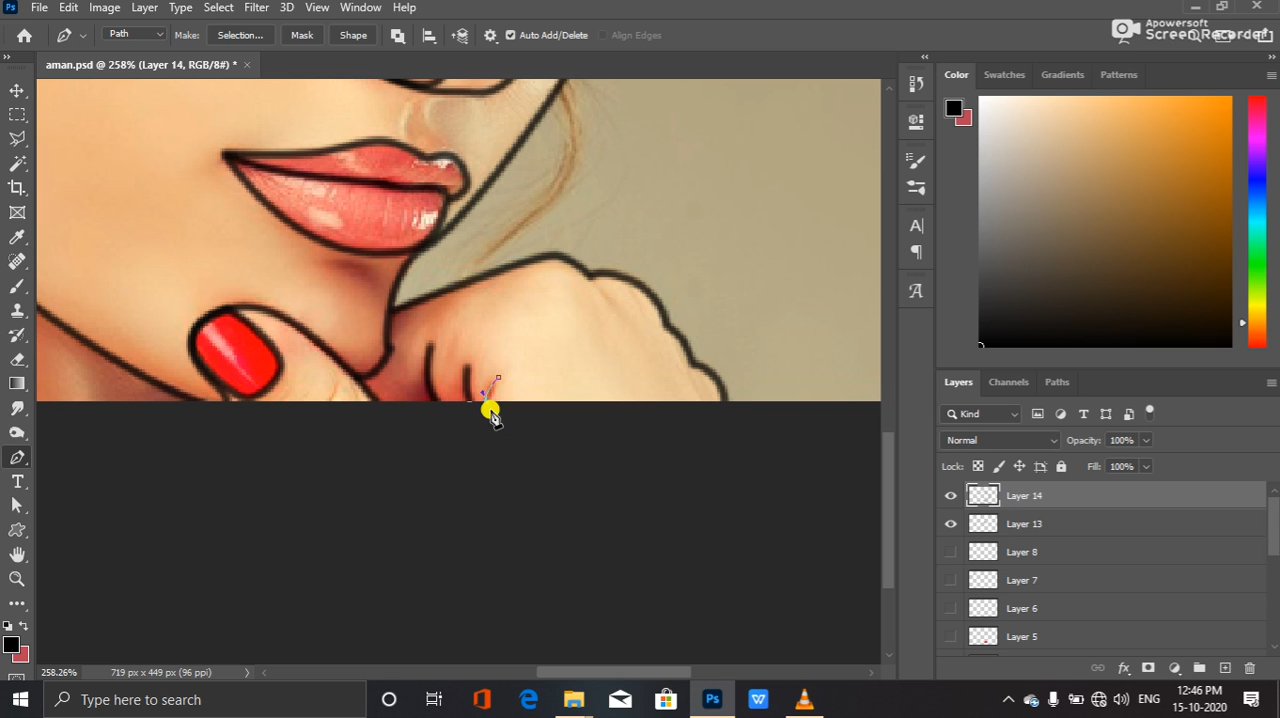 Ps File Edit Image Layer Type Select Filter 3D View Window Help
Path Make: Selection... Mask Shape Auto Add/Delete Align Edges
Apowersoft
Screen Recorder
aman.psd @ 258% (Layer 14, RGB/8#) * ×
Color Swatches Gradients Patterns
Layers Channels Paths
Kind
Normal Opacity: 100%
Lock: Fill: 100%
Layer 14
Layer 13
Layer 8
Layer 7
Layer 6
Layer 5
258.26% 719 px x 449 px (96 ppi)
Type here to search
Ps
ENG
12:46 PM
15-10-2020